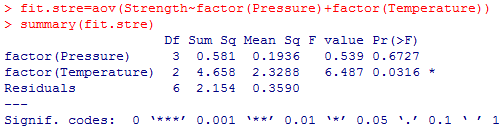 > fit.stre=aov(Strength~factor(Pressure)+factor(Temperature))
> summary(fit.stre)
                    Df Sum Sq Mean Sq F value Pr(>F)
factor(Pressure)     3  0.581  0.1936   0.539 0.6727
factor(Temperature)  2  4.658  2.3288   6.487 0.0316 *
Residuals            6  2.154  0.3590
---
Signif. codes:  0 ‘***’ 0.001 ‘**’ 0.01 ‘*’ 0.05 ‘.’ 0.1 ‘ ’ 1